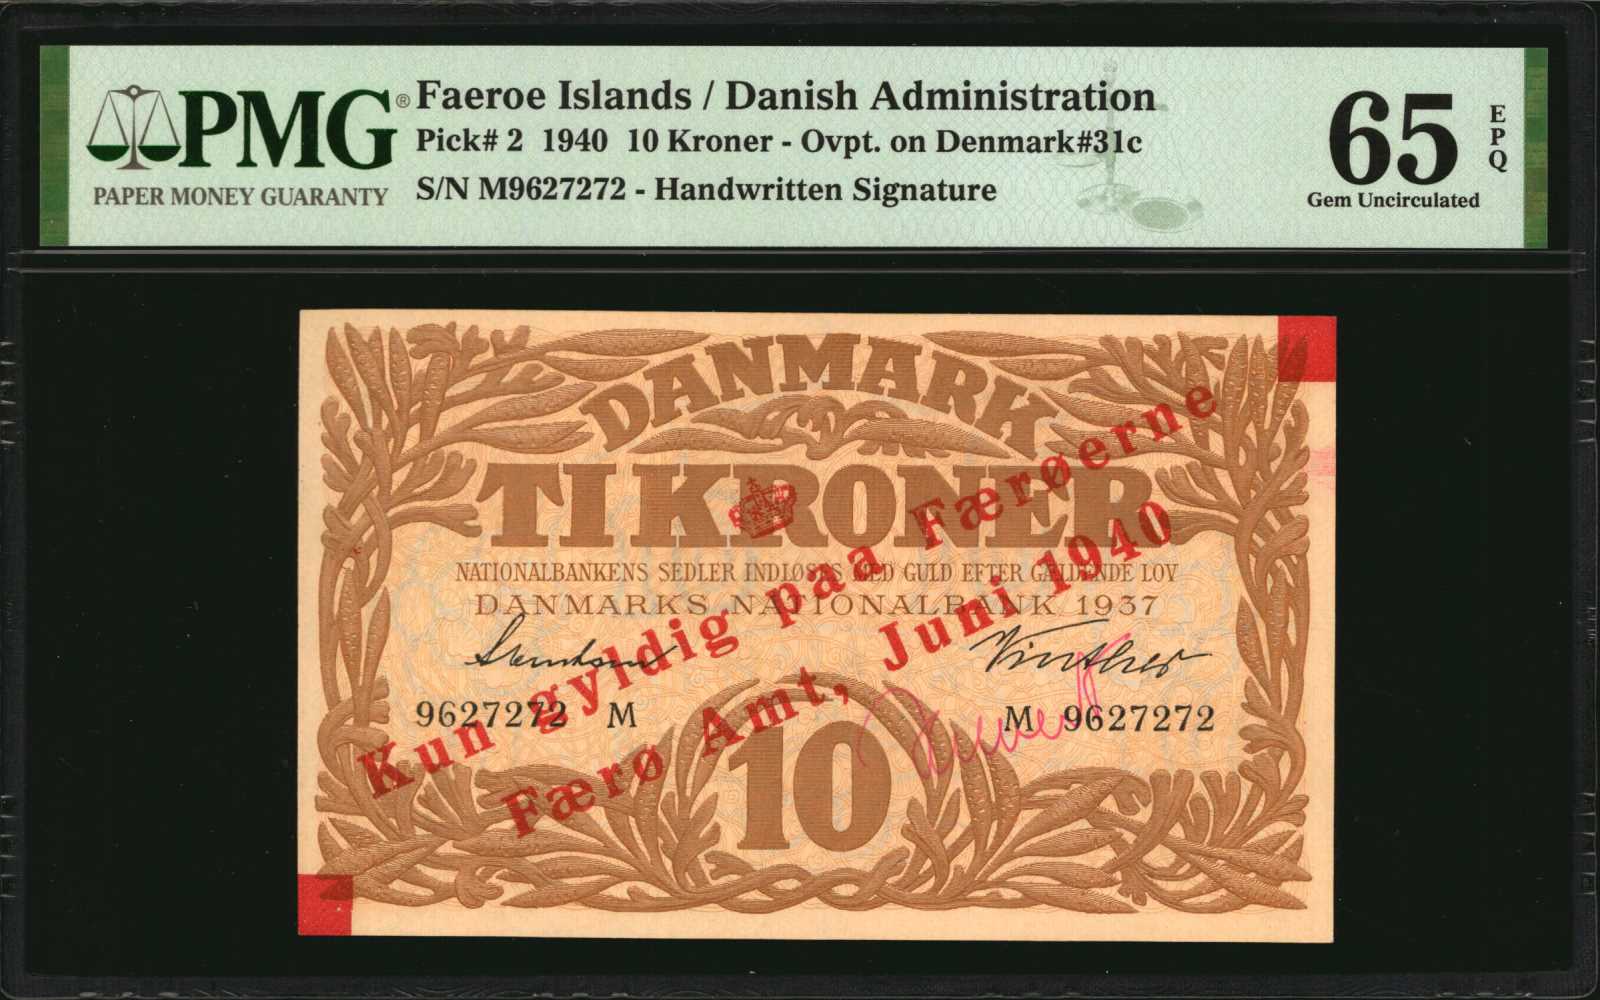 PMG®
PAPER MONEY GUARANTY
Faeroe Islands / Danish Administration
Pick# 2 1940 10 Kroner - Ovpt. on Denmark#31c
S/N M9627272 - Handwritten Signature
65 EPQ
Gem Uncirculated
DANMARK
TI KRONER
NATIONALBANKENS SEDLER INDLØSES MED GULD EFTER GÆLDENDE LOV
DANMARKS NATIONALBANK 1937
Svendsen
9627272 M
M 9627272
10
Kun gyldig paa Færøerne
Færø Amt, Juni 1940